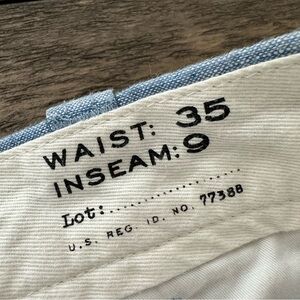 WAIST: 35
INSEAM: 9
Lot:......................
U.S. REG. ID. NO. 77388